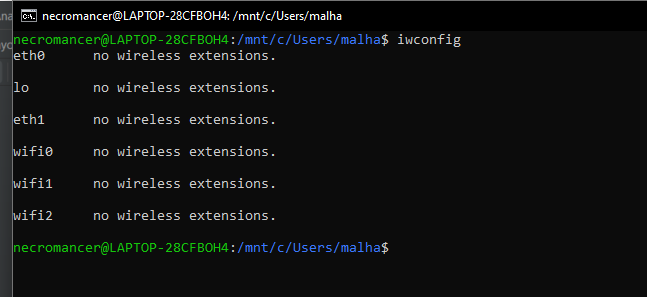 necromancer@LAPTOP-28CFBOH4: /mnt/c/Users/malha
necromancer@LAPTOP-28CFBOH4:/mnt/c/Users/malha$ iwconfig
eth0      no wireless extensions.
lo        no wireless extensions.
eth1      no wireless extensions.
wifi0     no wireless extensions.
wifi1     no wireless extensions.
wifi2     no wireless extensions.
necromancer@LAPTOP-28CFBOH4:/mnt/c/Users/malha$